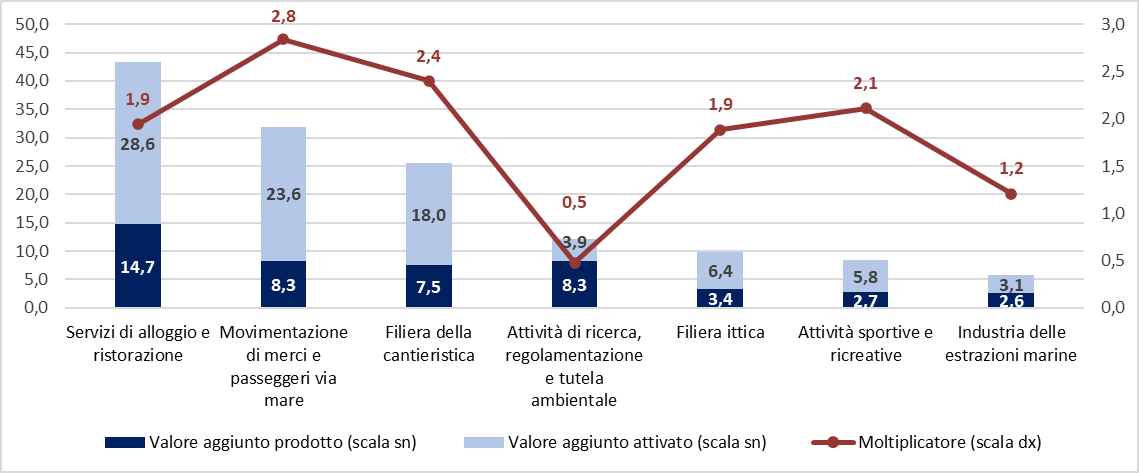 50,0
45,0
40,0
35,0
30,0
25,0
20,0
15,0
10,0
5,0
0,0
3,0
2,5
2,0
1,5
1,0
0,5
0,0
1,9
2,8
2,4
0,5
1,9
2,1
1,2
28,6
23,6
18,0
3,9
6,4
5,8
3,1
14,7
8,3
7,5
8,3
3,4
2,7
2,6
Servizi di alloggio e
ristorazione
Movimentazione
di merci e
passeggeri via
mare
Filiera della
cantieristica
Attività di ricerca,
regolamentazione
e tutela
ambientale
Filiera ittica
Attività sportive e
ricreative
Industria delle
estrazioni marine
Valore aggiunto prodotto (scala sn)
Valore aggiunto attivato (scala sn)
Moltiplicatore (scala dx)